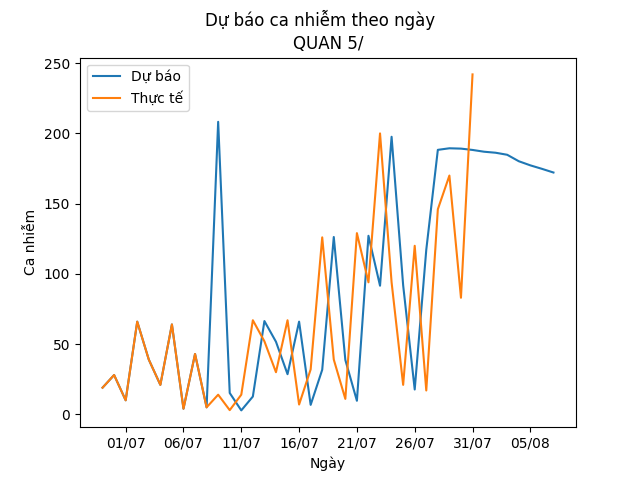 Dự báo ca nhiễm theo ngày
QUAN 5/
Dự báo
Thực tế
Ca nhiễm
250
200
150
100
50
0
01/07 06/07 11/07 16/07 21/07 26/07 31/07 05/08
Ngày